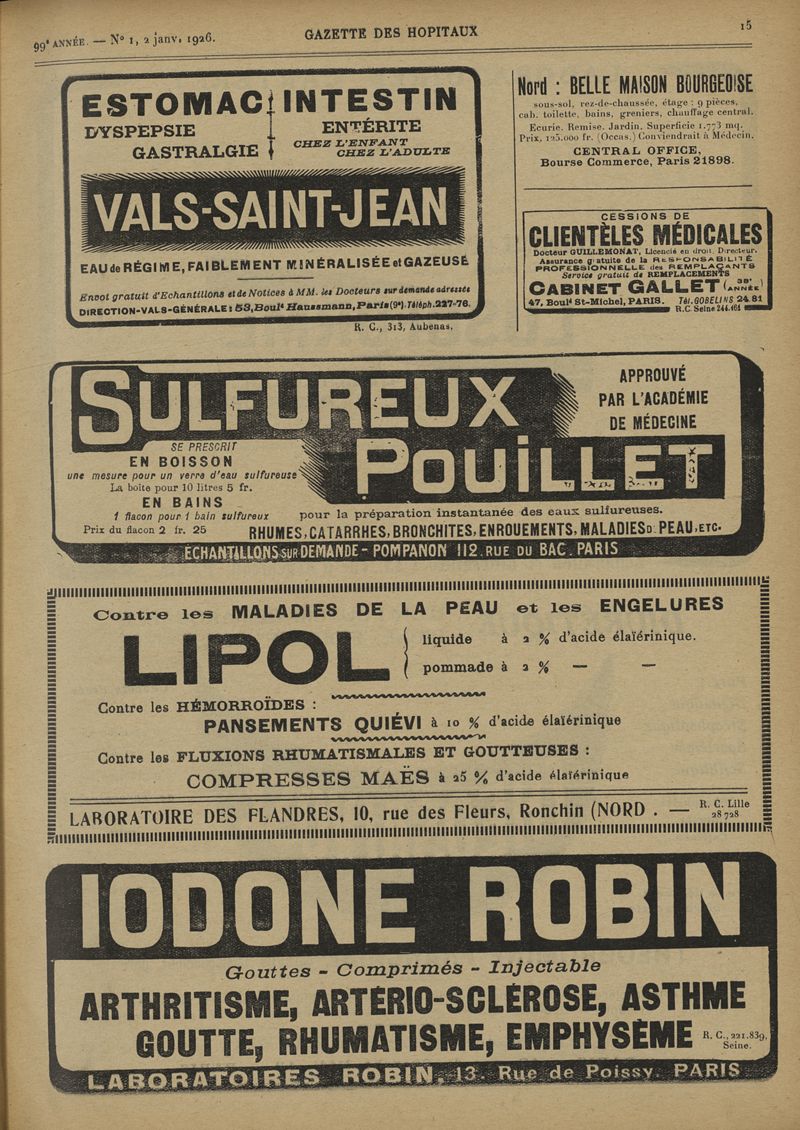 99e ANNÉE. — No 1, 2 janv. 1926.
GAZETTE DES HOPITAUX
15
ESTOMAC INTESTIN
DYSPEPSIE ENTÉRITE
GASTRALGIE CHEZ L'ENFANT
CHEZ L'ADULTE
VALS-SAINT-JEAN
EAU de RÉGIME, FAIBLEMENT MINÉRALISÉE et GAZEUSE
Envoi gratuit d'Echantillons et de Notices à MM. les Docteurs sur demande adressée
DIRECTION-VALS-GÉNÉRALE: 53, Boult Haussmann, Paris (9e). Téléph. 227-76.
R. C., 313, Aubenas.
Nord : BELLE MAISON BOURGEOISE
sous-sol, rez-de-chaussée, étage : 9 pièces,
cab. toilette, bains, greniers, chauffage central.
Ecurie. Remise. Jardin. Superficie 1.773 mq.
Prix, 125.000 fr. (Occas.) Conviendrait à Médecin.
CENTRAL OFFICE,
Bourse Commerce, Paris 21898.
CESSIONS DE
CLIENTÈLES MÉDICALES
Docteur GUILLEMONAT, Licencié en droit, Directeur.
Assurance gratuite de la RESPONSABILITÉ
PROFESSIONNELLE des REMPLAÇANTS
Service gratuit de REMPLACEMENTS
CABINET GALLET (38e ANNÉE)
47, Boult St-Michel, PARIS. Tél. GOBELINS 24.81
R.C. Seine 244.461
SULFUREUX
POUILLET
APPROUVÉ
PAR L'ACADÉMIE
DE MÉDECINE
SE PRESCRIT
EN BOISSON
une mesure pour un verre d'eau sulfureuse
La boîte pour 10 litres 5 fr.
EN BAINS
1 flacon pour 1 bain sulfureux
Prix du flacon 2 fr. 25
pour la préparation instantanée des eaux sulfureuses.
RHUMES, CATARRHES, BRONCHITES, ENROUEMENTS, MALADIES D. PEAU, ETC.
ÉCHANTILLONS SUR DEMANDE - POMPANON 112. RUE DU BAC. PARIS
Contre les MALADIES DE LA PEAU et les ENGELURES
LIPOL
liquide à 2 % d'acide élaïérinique.
pommade à 2 % — —
Contre les HÉMORROÏDES :
PANSEMENTS QUIÉVI à 10 % d'acide élaïérinique
Contre les FLUXIONS RHUMATISMALES ET GOUTTEUSES :
COMPRESSES MAËS à 25 % d'acide élaïérinique
LABORATOIRE DES FLANDRES, 10, rue des Fleurs, Ronchin (NORD . — R. C. Lille
28 728
IODONE ROBIN
Gouttes - Comprimés - Injectable
ARTHRITISME, ARTÉRIO-SCLÉROSE, ASTHME
GOUTTE, RHUMATISME, EMPHYSÈME
R. C., 221.839,
Seine.
LABORATOIRES ROBIN, 13. Rue de Poissy. PARIS